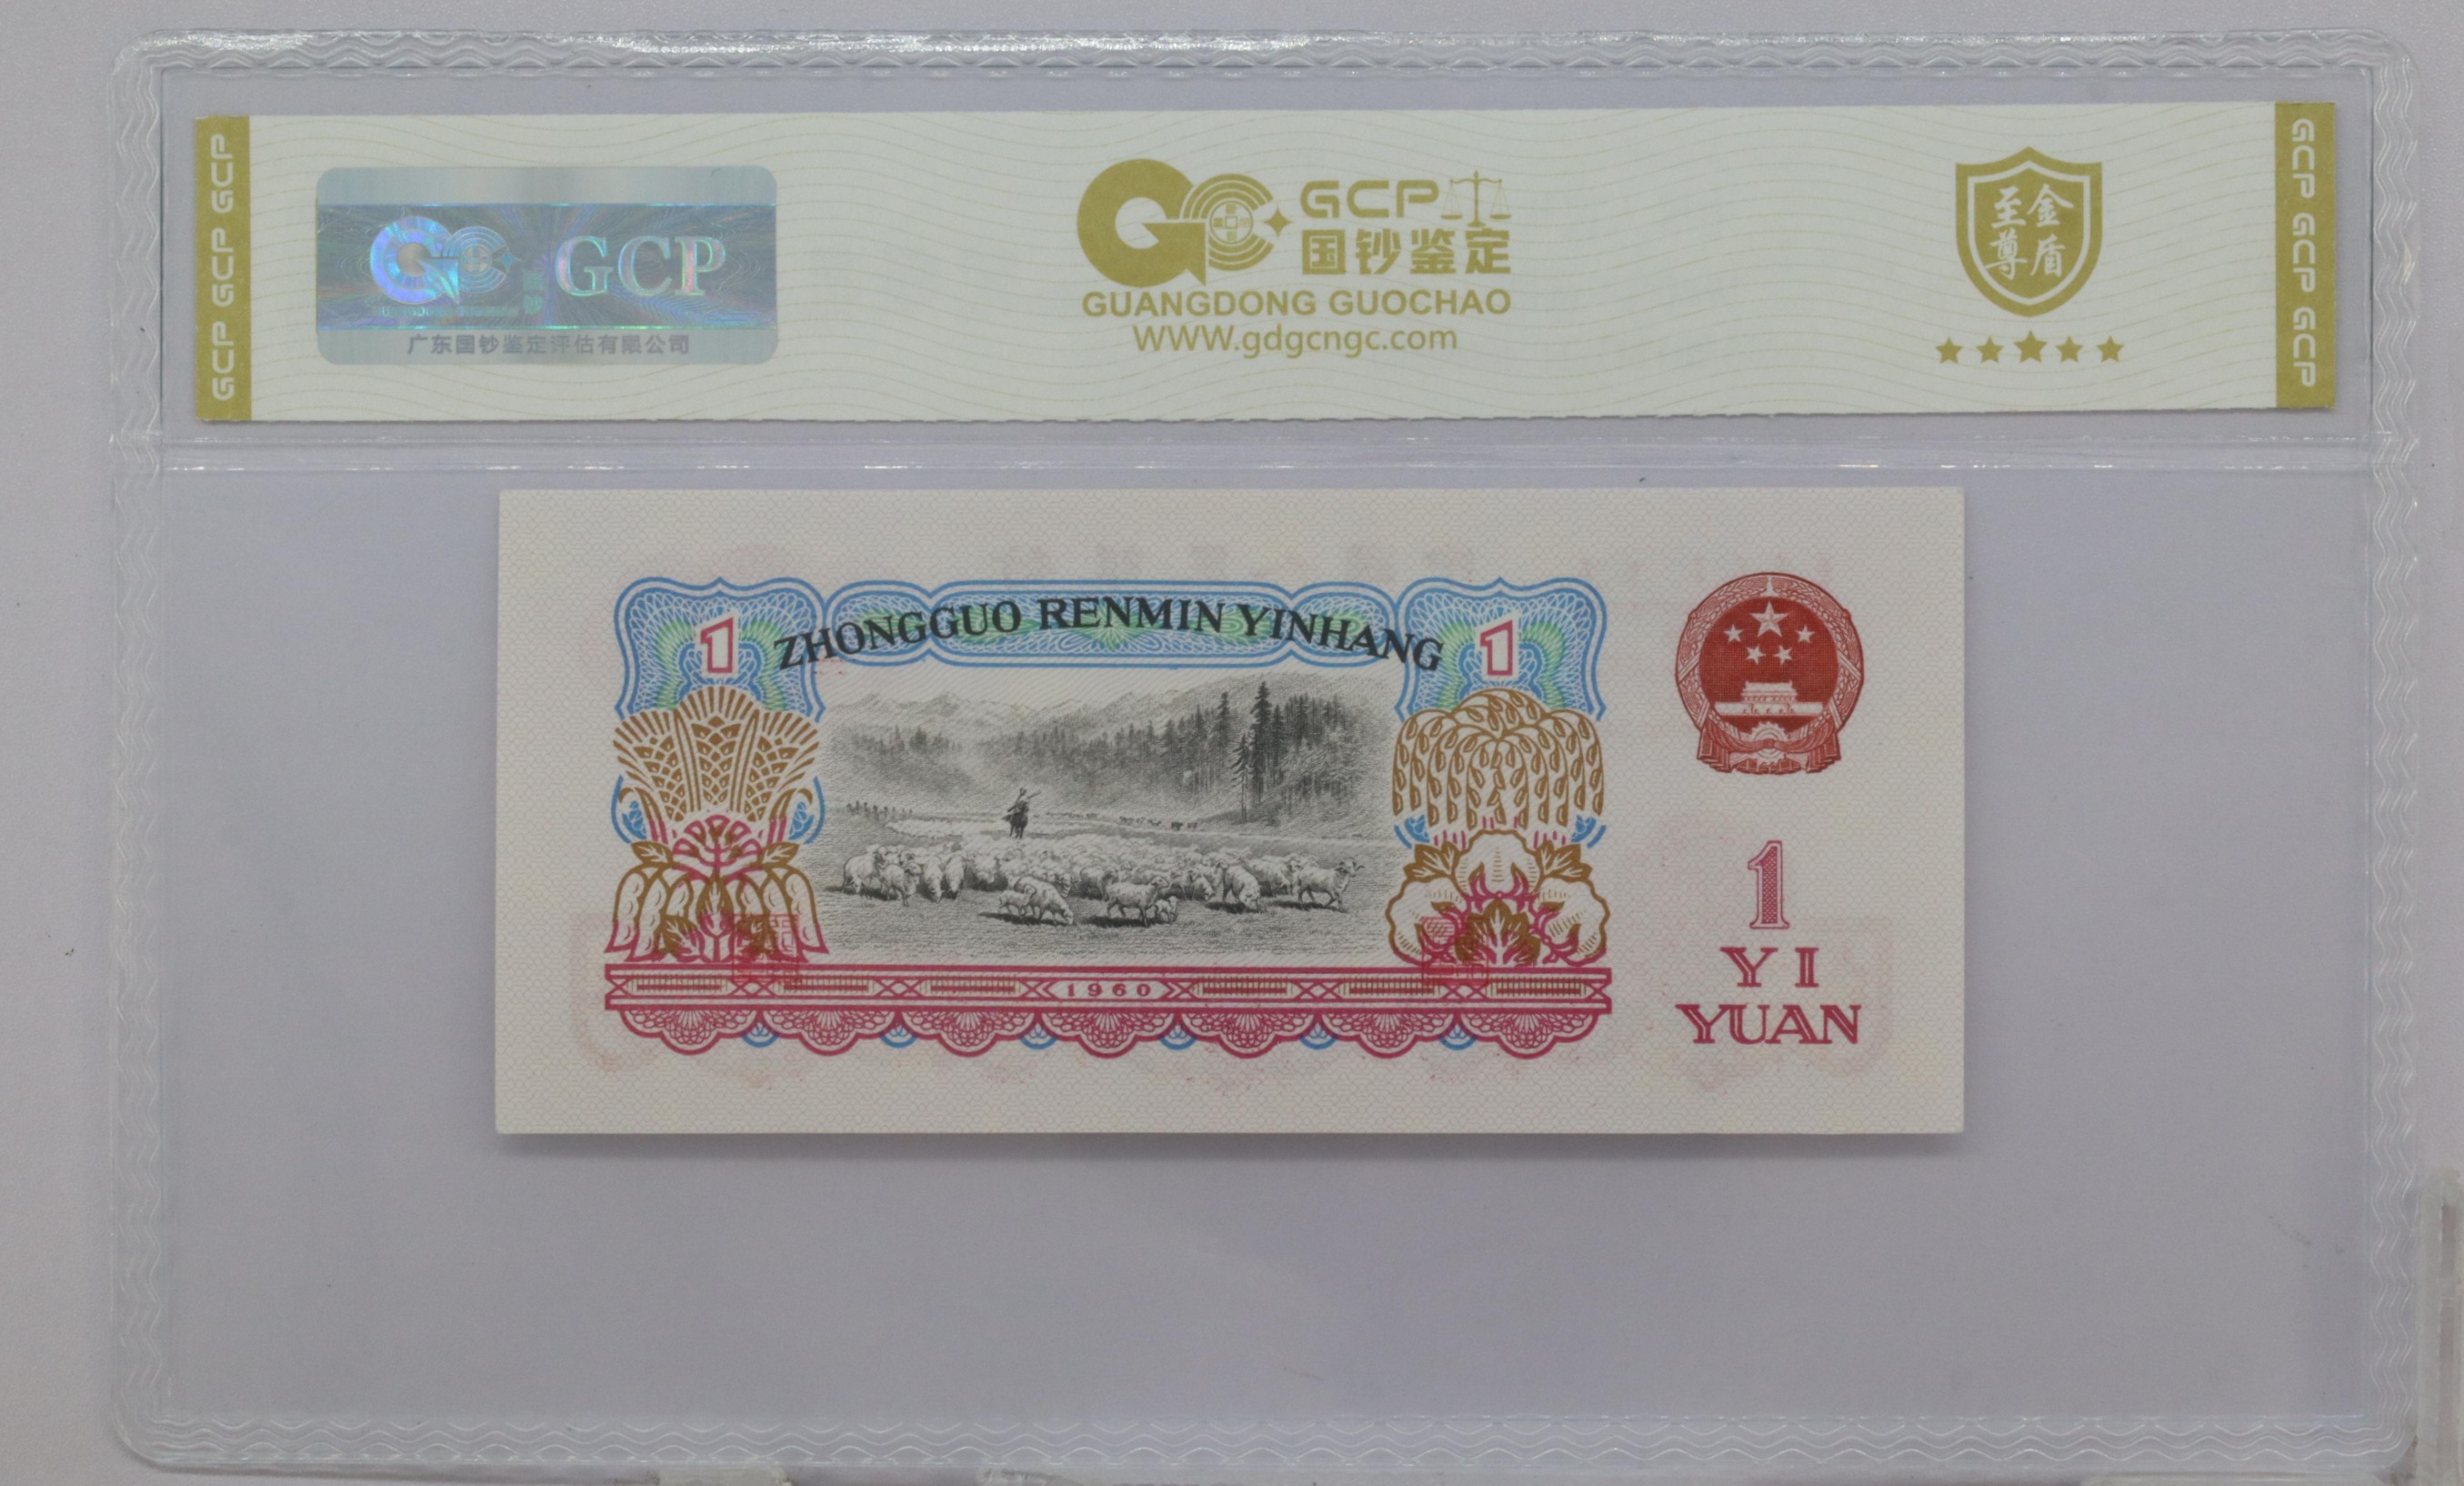 GCP GCP GCP
GCP
GUANGDONG GUOCHAO
广东国钞鉴定评估有限公司
GCP
国钞鉴定
GUANGDONG GUOCHAO
WWW.gdgcngc.com
至金
尊盾
GCP GCP GCP
ZHONGGUO RENMIN YINHANG
1
1
1960
1
YI
YUAN